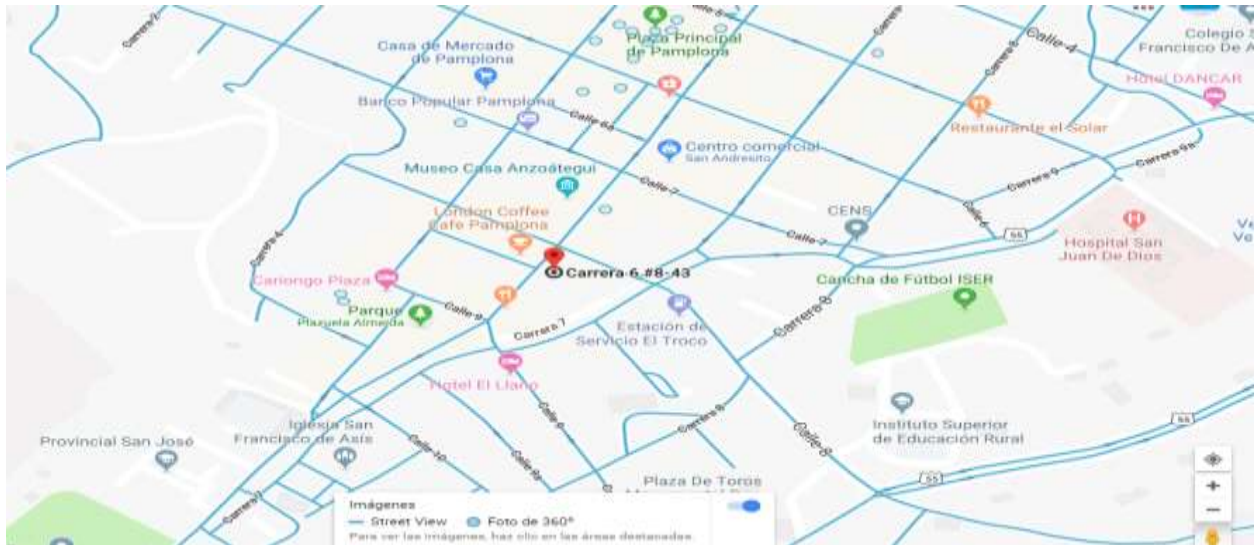 Carrera 2
Casa de Mercado
de Pamplona
Plaza Principal
de Pamplona
Calle 4
Colegio S
Francisco De A
Hotel DANCAR
Banco Popular Pamplona
Calle 6a
Restaurante el Solar
Centro comercial
San Andresito
Carrera 9
Carrera 9a
Museo Casa Anzoátegui
Calle 7
Calle 6
London Coffee
Cafe Pamplona
CENS
Calle 7
55
Hospital San
Juan De Dios
Carrera 4
Cariongo Plaza
Carrera 6 #8-43
Cancha de Fútbol ISER
Parque
Plazuela Almeida
Calle 9
Carrera 7
Estación de
Servicio El Troco
Carrera 8
Hotel El Llano
Calle 9
Carrera 8
Calle 8
55
Iglesia San
Francisco de Asís
Provincial San José
Calle 10
Calle 9a
Instituto Superior
de Educación Rural
55
Plaza De Toros
Imágenes
Street View
Foto de 360°
Para ver las imágenes, haz clic en las áreas destacadas.